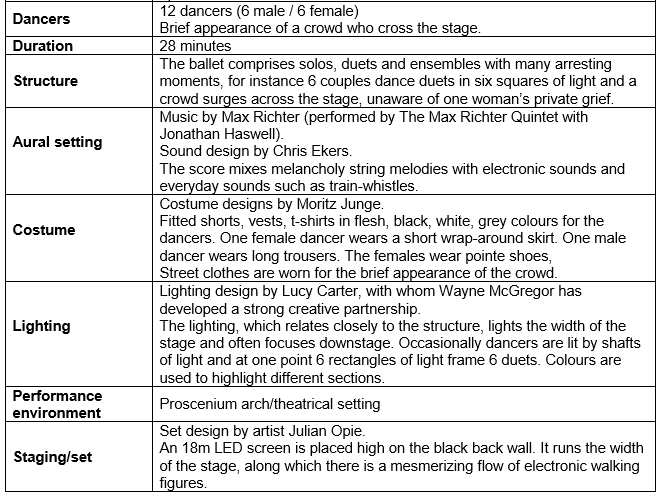 Dancers
12 dancers (6 male / 6 female)
Brief appearance of a crowd who cross the stage.
Duration
28 minutes
Structure
The ballet comprises solos, duets and ensembles with many arresting
moments, for instance 6 couples dance duets in six squares of light and a
crowd surges across the stage, unaware of one woman's private grief.
Aural setting
Music by Max Richter (performed by The Max Richter Quintet with
Jonathan Haswell).
Sound design by Chris Ekers.
The score mixes melancholy string melodies with electronic sounds and
everyday sounds such as train-whistles.
Costume
Costume designs by Moritz Junge.
Fitted shorts, vests, t-shirts in flesh, black, white, grey colours for the
dancers. One female dancer wears a short wrap-around skirt. One male
dancer wears long trousers. The females wear pointe shoes,
Street clothes are worn for the brief appearance of the crowd.
Lighting
Lighting design by Lucy Carter, with whom Wayne McGregor has
developed a strong creative partnership.
The lighting, which relates closely to the structure, lights the width of the
stage and often focuses downstage. Occasionally dancers are lit by shafts
of light and at one point 6 rectangles of light frame 6 duets. Colours are
used to highlight different sections.
Performance
environment
Proscenium arch/theatrical setting
Staging/set
Set design by artist Julian Opie.
An 18m LED screen is placed high on the black back wall. It runs the width
of the stage, along which there is a mesmerizing flow of electronic walking
figures.